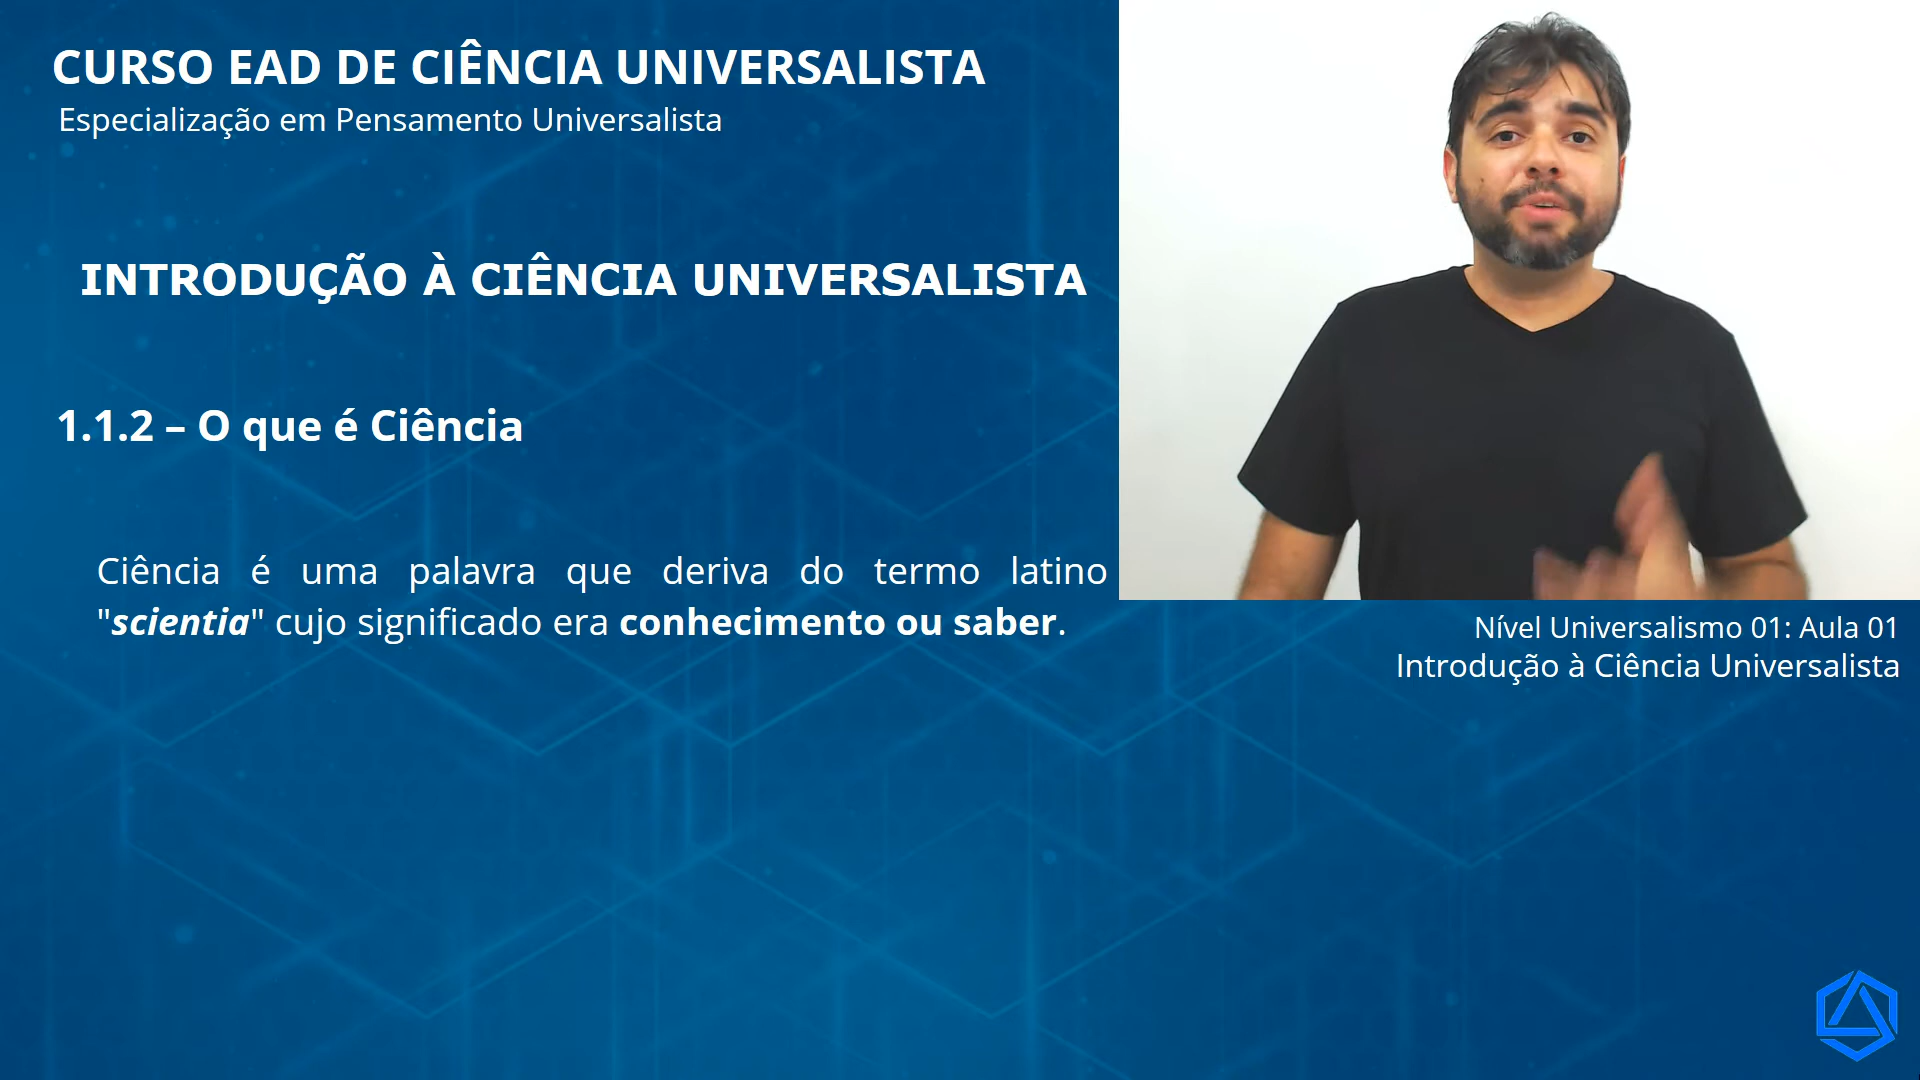 CURSO EAD DE CIÊNCIA UNIVERSALISTA
Especialização em Pensamento Universalista
INTRODUÇÃO À CIÊNCIA UNIVERSALISTA
1.1.2 – O que é Ciência
Ciência é uma palavra que deriva do termo latino
"scientia" cujo significado era conhecimento ou saber.
Nível Universalismo 01: Aula 01
Introdução à Ciência Universalista